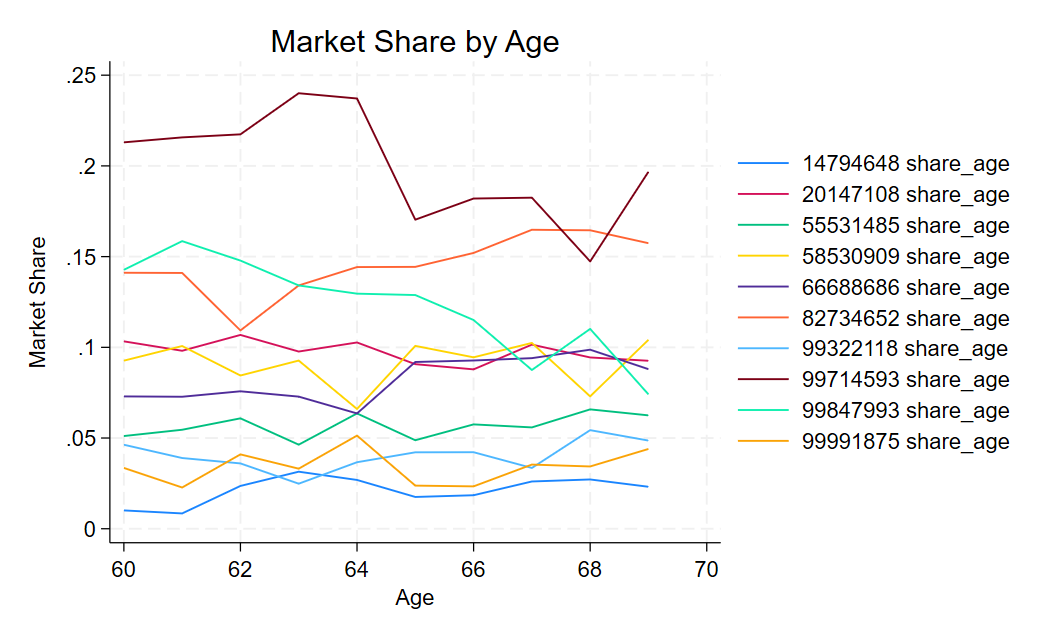 Market Share by Age
Market Share
.25
.2
.15
.1
.05
0
60 62 64 66 68 70
Age
14794648 share_age
20147108 share_age
55531485 share_age
58530909 share_age
66688686 share_age
82734652 share_age
99322118 share_age
99714593 share_age
99847993 share_age
99991875 share_age